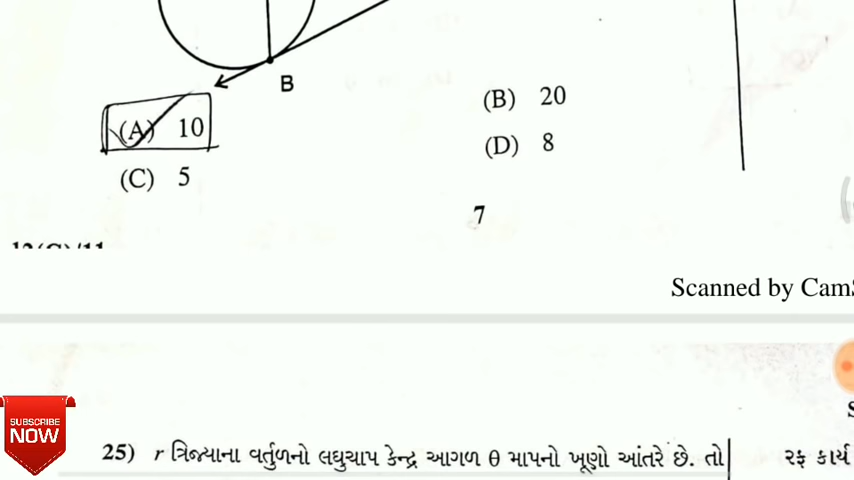 B
(A) 10
(B) 20
(C) 5
(D) 8
7
Scanned by Cam
SUBSCRIBE
NOW
25) r ત્રિજ્યાના વર્તુળનો લઘુચાપ કેન્દ્ર આગળ θ માપનો ખૂણો આંતરે છે. તો
રફ કાર્ય